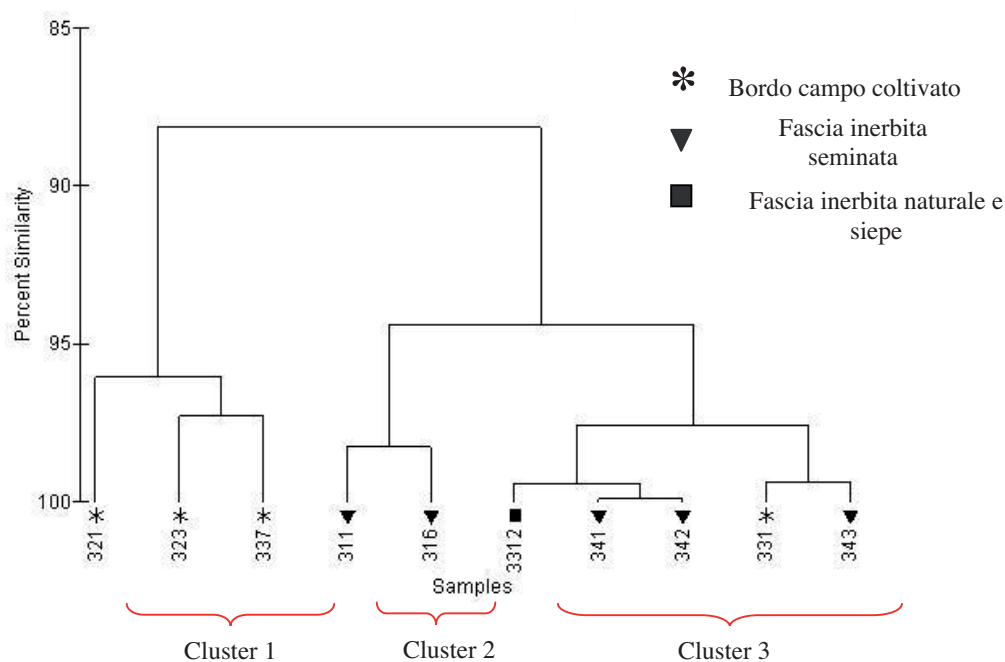 85
90
95
100
Percent Similarity
Bordo campo coltivato
Fascia inerbita
seminata
Fascia inerbita naturale e
siepe
321
323
337
311
316
3312
341
342
331
343
Samples
Cluster 1
Cluster 2
Cluster 3